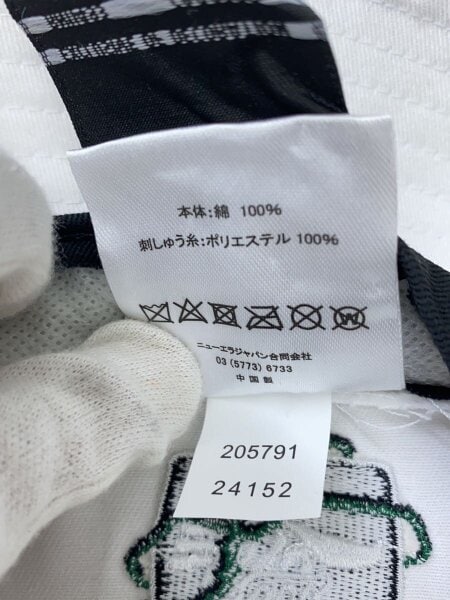 本体:綿 100%
刺しゅう糸:ポリエステル 100%
ニューエラジャパン合同会社
03 (5773) 6733
中国製
205791
24152